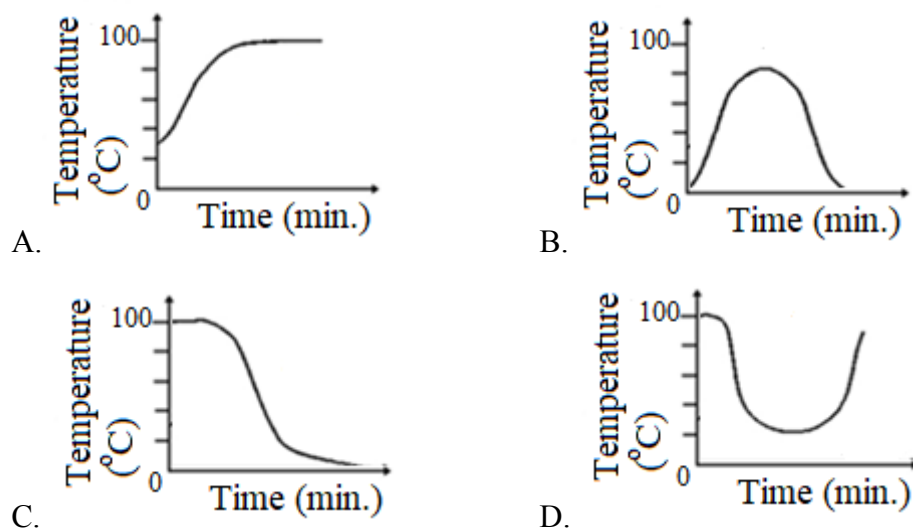 100
Temperature
(°C)
0
Time (min.)
A.
100
Temperature
(°C)
0
Time (min.)
B.
100
Temperature
(°C)
0
Time (min.)
C.
100
Temperature
(°C)
0
Time (min.)
D.